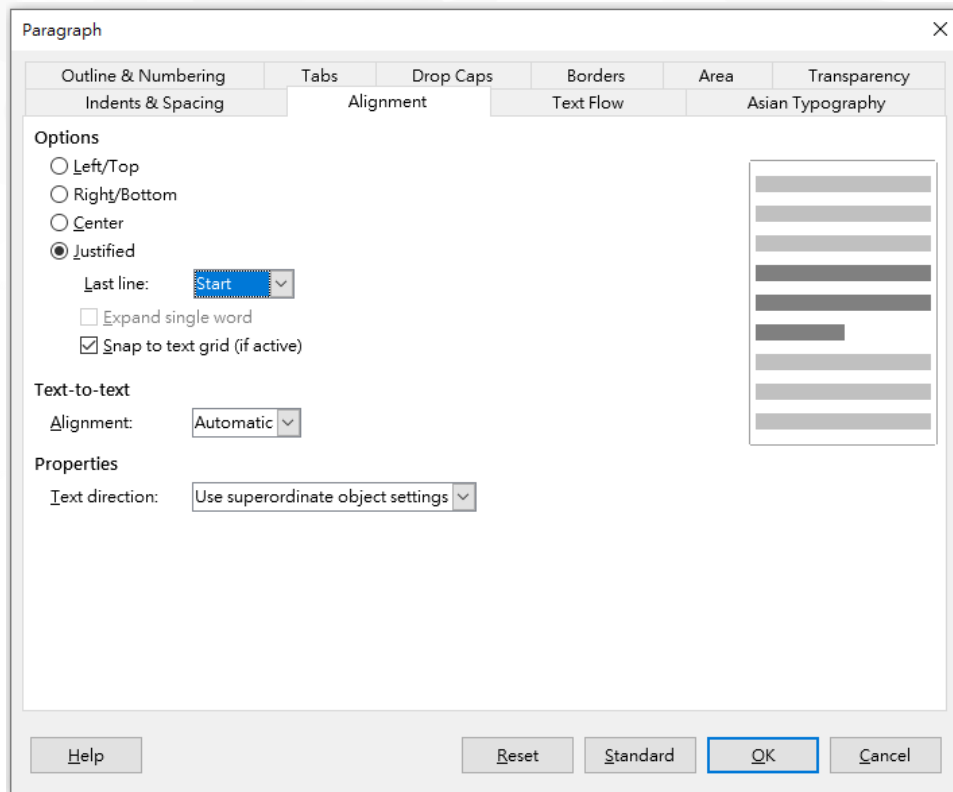 Paragraph
Outline & Numbering Tabs Drop Caps Borders Area Transparency
Indents & Spacing Alignment Text Flow Asian Typography
Options
Left/Top
Right/Bottom
Center
Justified
Last line: Start
Expand single word
Snap to text grid (if active)
Text-to-text
Alignment: Automatic
Properties
Text direction: Use superordinate object settings
Help Reset Standard OK Cancel